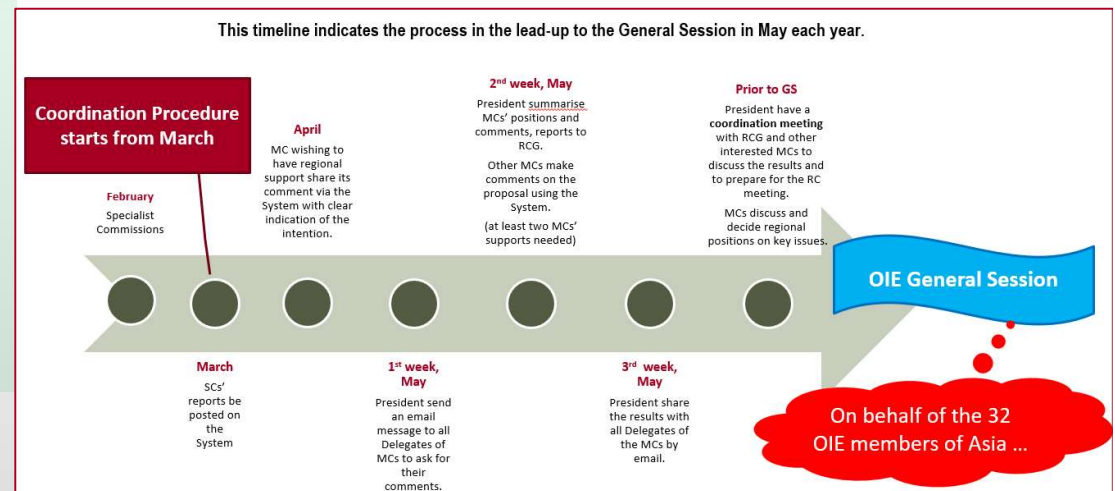 This timeline indicates the process in the lead-up to the General Session in May each year.
Coordination Procedure
starts from March
February
Specialist
Commissions
March
SCs'
reports be
posted on
the
System
April
MC wishing to
have regional
support share its
comment via the
System with clear
indication of the
intention.
1st week,
May
President send
an email
message to all
Delegates of
MCs to ask for
their
comments.
2nd week, May
President summarise
MCs' positions and
comments, reports to
RCG.
Other MCs make
comments on the
proposal using the
System.
(at least two MCs'
supports needed)
3rd week,
May
President share
the results with
all Delegates of
the MCs by
email.
Prior to GS
President have a
coordination meeting
with RCG and other
interested MCs to
discuss the results and
to prepare for the RC
meeting.
MCs discuss and
decide regional
positions on key issues.
OIE General Session
On behalf of the 32
OIE members of Asia ...